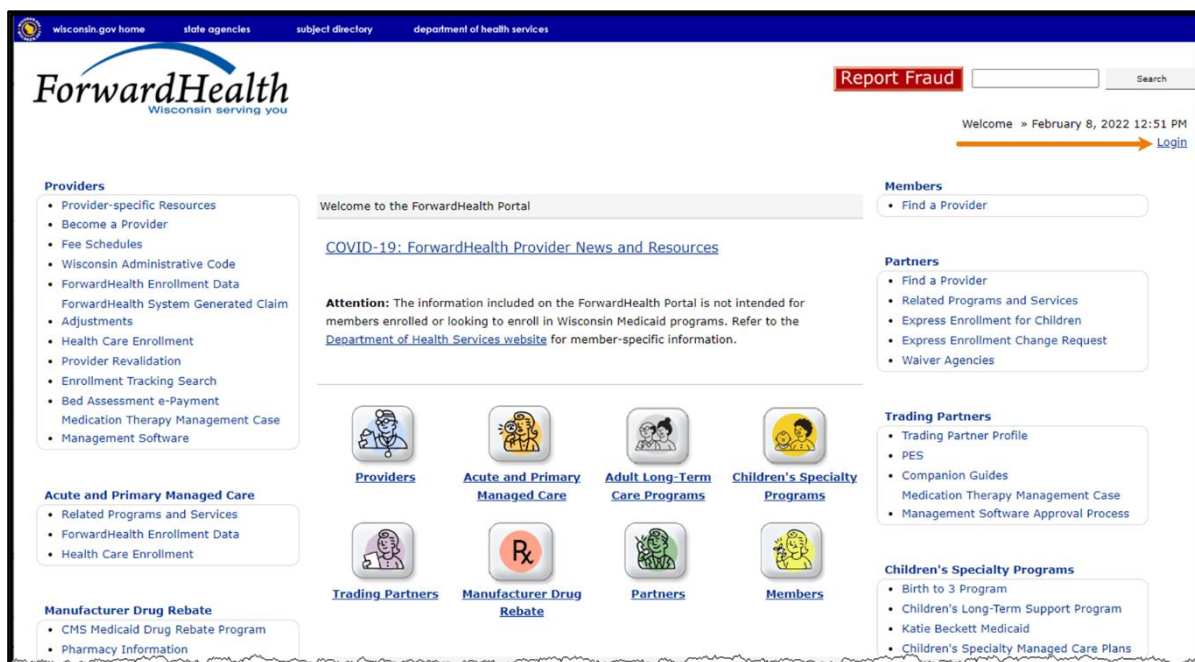 wisconsin.gov home state agencies subject directory department of health services
ForwardHealth
Wisconsin serving you
Report Fraud Search
Welcome » February 8, 2022 12:51 PM
Login
Providers
• Provider-specific Resources
• Become a Provider
• Fee Schedules
• Wisconsin Administrative Code
• ForwardHealth Enrollment Data
ForwardHealth System Generated Claim
• Adjustments
• Health Care Enrollment
• Provider Revalidation
• Enrollment Tracking Search
• Bed Assessment e-Payment
Medication Therapy Management Case
• Management Software
Acute and Primary Managed Care
• Related Programs and Services
• ForwardHealth Enrollment Data
• Health Care Enrollment
Manufacturer Drug Rebate
• CMS Medicaid Drug Rebate Program
• Pharmacy Information
Welcome to the ForwardHealth Portal
COVID-19: ForwardHealth Provider News and Resources
Attention: The information included on the ForwardHealth Portal is not intended for
members enrolled or looking to enroll in Wisconsin Medicaid programs. Refer to the
Department of Health Services website for member-specific information.
Providers
Acute and Primary
Managed Care
Adult Long-Term
Care Programs
Children's Specialty
Programs
Trading Partners
Rx
Manufacturer Drug
Rebate
Partners
Members
Members
• Find a Provider
Partners
• Find a Provider
• Related Programs and Services
• Express Enrollment for Children
• Express Enrollment Change Request
• Waiver Agencies
Trading Partners
• Trading Partner Profile
• PES
• Companion Guides
Medication Therapy Management Case
• Management Software Approval Process
Children's Specialty Programs
• Birth to 3 Program
• Children's Long-Term Support Program
• Katie Beckett Medicaid
• Children's Specialty Managed Care Plans